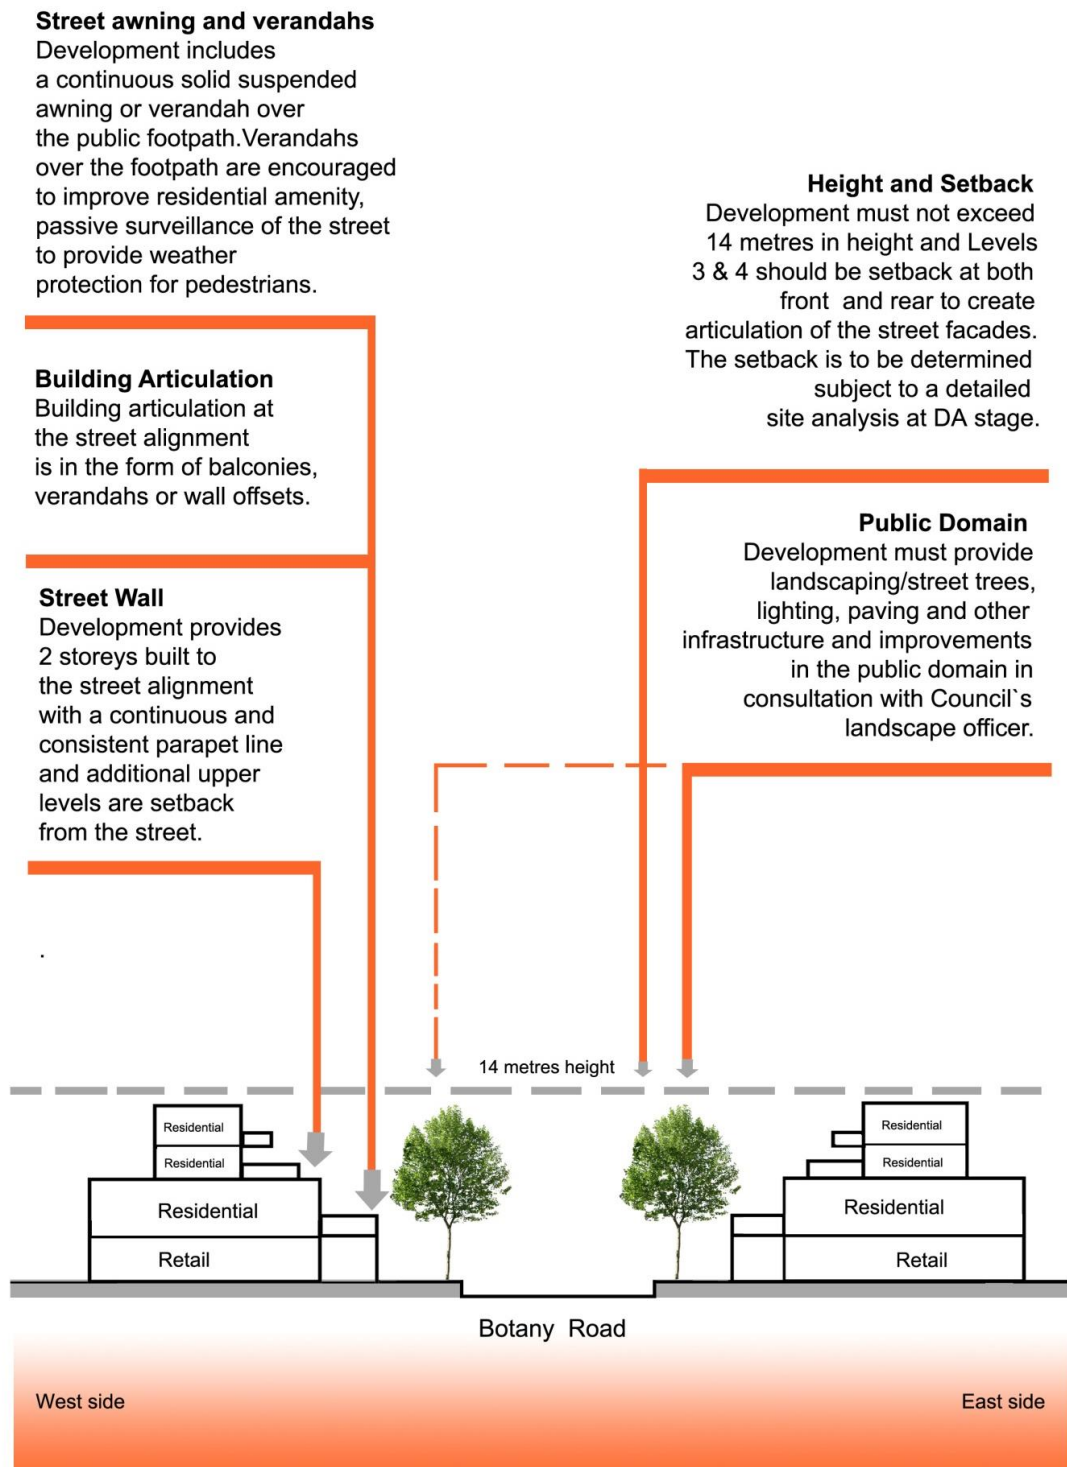 Street awning and verandahs
Development includes
a continuous solid suspended
awning or verandah over
the public footpath.Verandahs
over the footpath are encouraged
to improve residential amenity,
passive surveillance of the street
to provide weather
protection for pedestrians.
Building Articulation
Building articulation at
the street alignment
is in the form of balconies,
verandahs or wall offsets.
Street Wall
Development provides
2 storeys built to
the street alignment
with a continuous and
consistent parapet line
and additional upper
levels are setback
from the street.
.
Height and Setback
Development must not exceed
14 metres in height and Levels
3 & 4 should be setback at both
front and rear to create
articulation of the street facades.
The setback is to be determined
subject to a detailed
site analysis at DA stage.
Public Domain
Development must provide
landscaping/street trees,
lighting, paving and other
infrastructure and improvements
in the public domain in
consultation with Council`s
landscape officer.
14 metres height
Residential
Residential
Residential
Retail
Residential
Residential
Residential
Retail
Botany Road
West side
East side